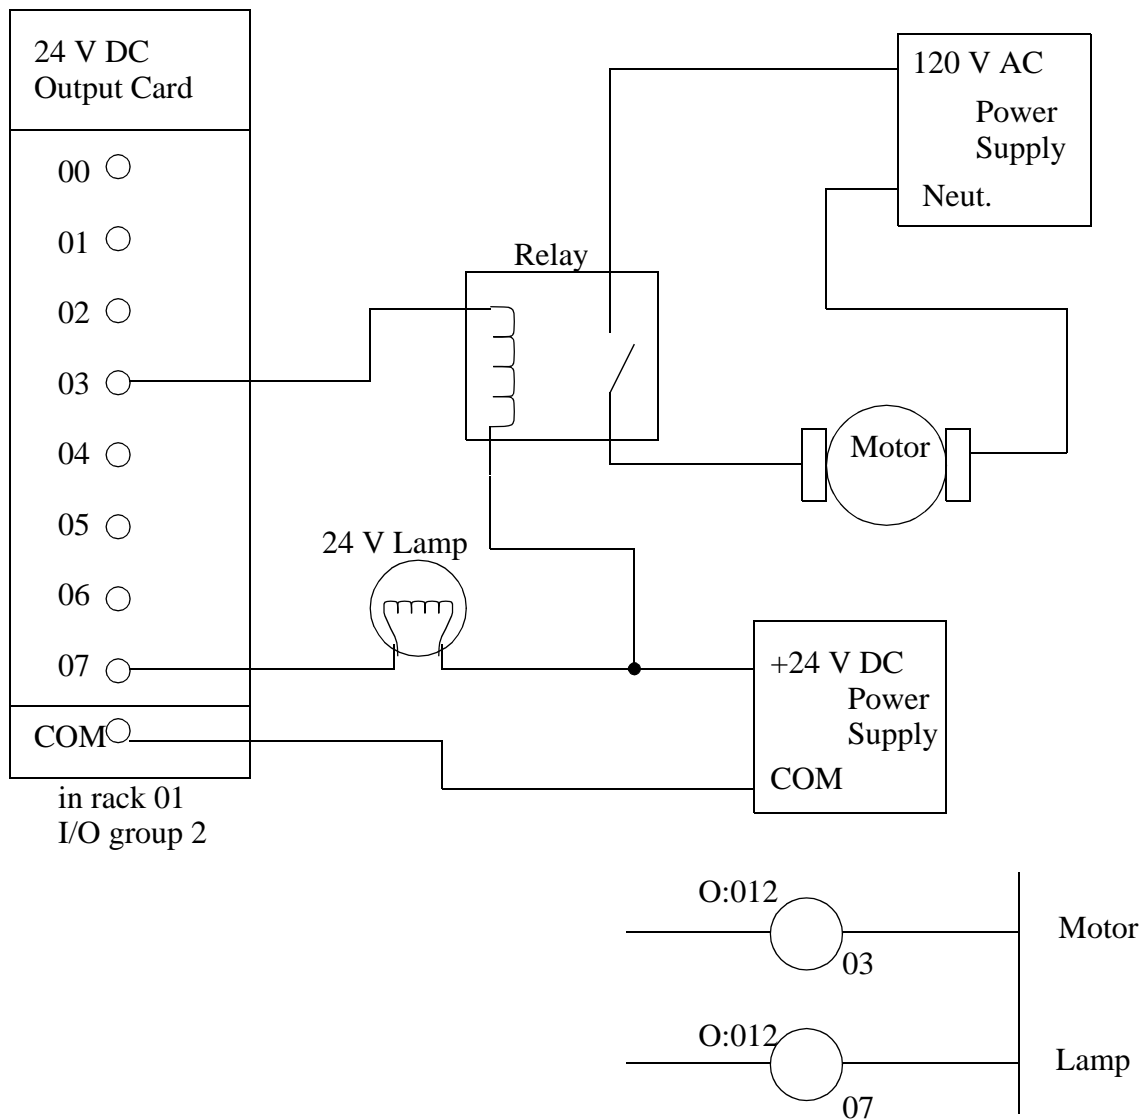 24 V DC
Output Card
00
01
02
03
04
05
06
07
COM
in rack 01
I/O group 2
Relay
24 V Lamp
120 V AC
Power
Supply
Neut.
Motor
+24 V DC
Power
Supply
COM
O:012
03
Motor
O:012
07
Lamp